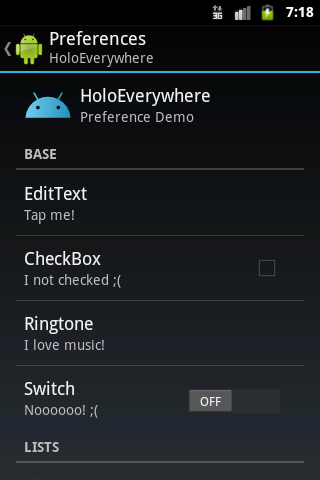 3G 7:18
Preferences
HoloEverywhere
HoloEverywhere
Preference Demo
BASE
EditText
Tap me!
CheckBox
I not checked ;(
Ringtone
I love music!
Switch
Noooooo! ;(
OFF
LISTS